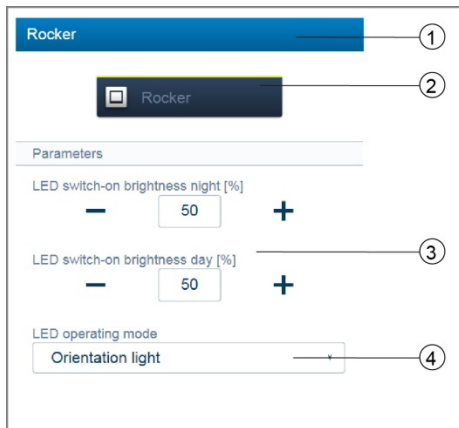 Rocker
1
2
Rocker
Parameters
LED switch-on brightness night [%]
− 50 +
3
LED switch-on brightness day [%]
− 50 +
LED operating mode
Orientation light
4